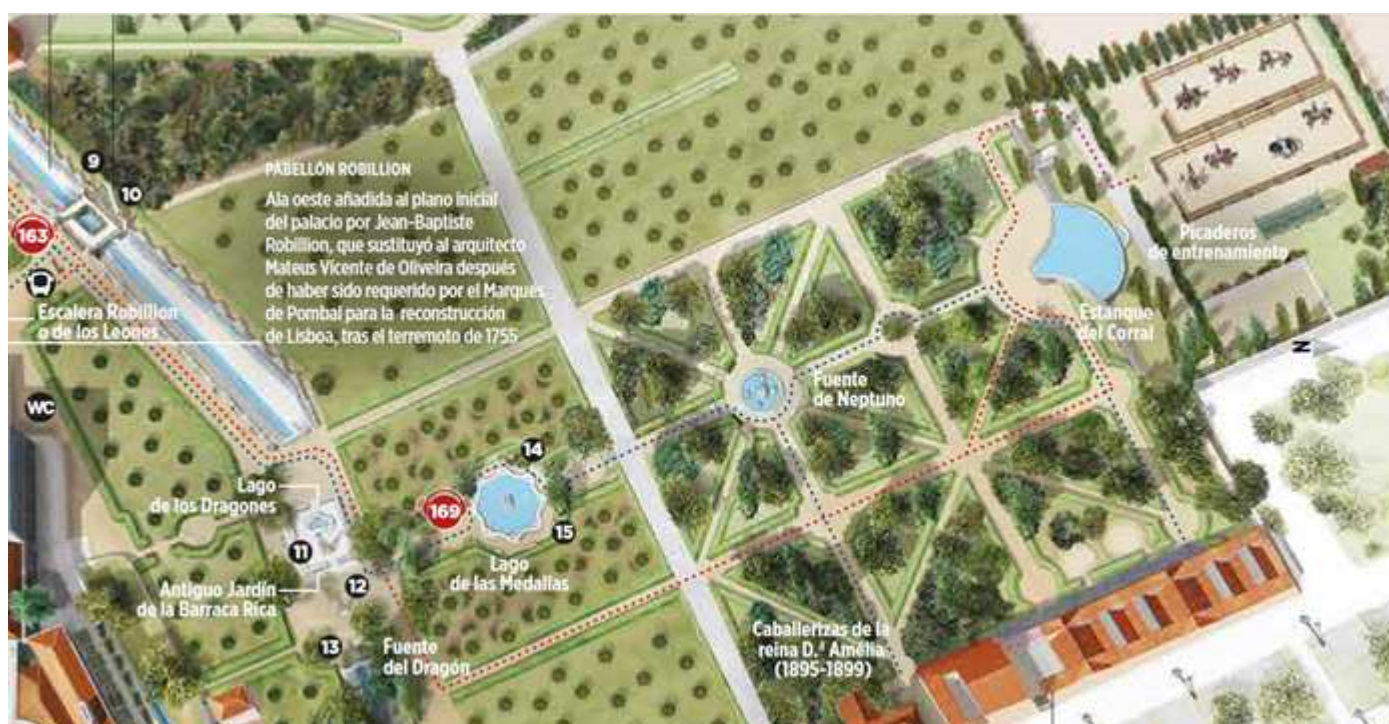 9
10
PABELLÓN ROBILLION
Ala oeste añadida al plano inicial
del palacio por Jean-Baptiste
Robillion, que sustituyó al arquitecto
Mateus Vicente de Oliveira después
de haber sido requerido por el Marqués
de Pombal para la reconstrucción
de Lisboa, tras el terremoto de 1755
163
Escalera Robillion
o de los Leones
WC
Picaderos
de entrenamiento
Estanque
del Corral
N
Fuente
de Neptuno
14
169
15
Lago
de las Medallas
Lago
de los Dragones
11
Antiguo Jardín
de la Barraca Rica
12
13
Fuente
del Dragón
Caballerizas de la
reina D.ª Amélia
(1895-1899)